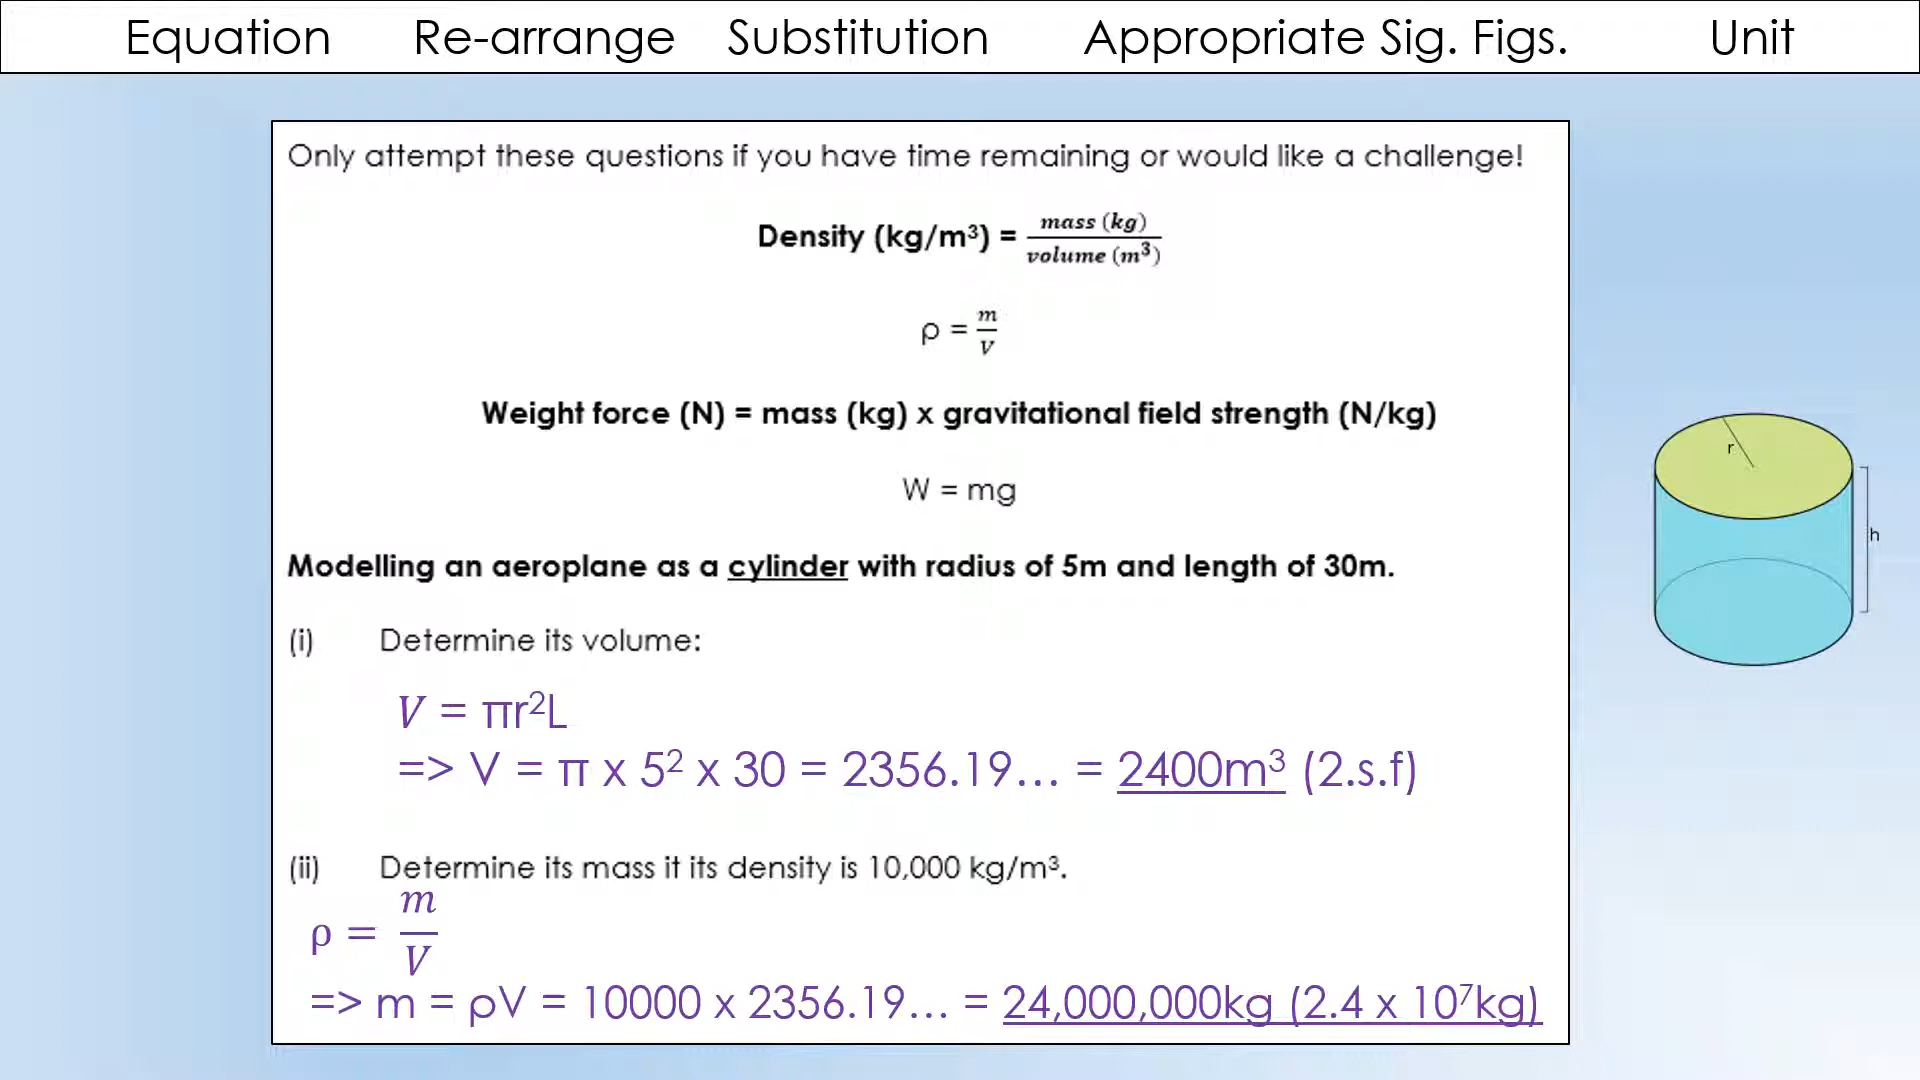 Equation Re-arrange Substitution Appropriate Sig. Figs. Unit
Only attempt these questions if you have time remaining or would like a challenge!
Density (kg/m³) = mass (kg) / volume (m³)
ρ = m / V
Weight force (N) = mass (kg) x gravitational field strength (N/kg)
W = mg
r
h
Modelling an aeroplane as a cylinder with radius of 5m and length of 30m.
(i) Determine its volume:
V = πr²L
=> V = π x 5² x 30 = 2356.19... = 2400m³ (2.s.f)
(ii) Determine its mass it its density is 10,000 kg/m³.
ρ = m / V
=> m = ρV = 10000 x 2356.19... = 24,000,000kg (2.4 x 10⁷kg)